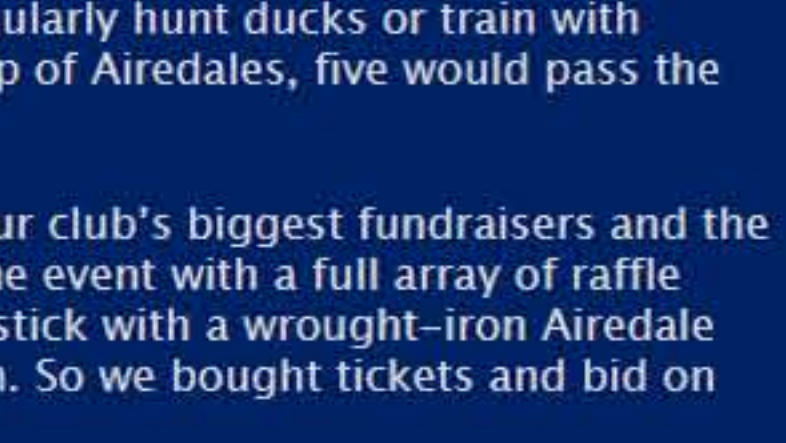 ularly hunt ducks or train with
p of Airedales, five would pass the
ur club's biggest fundraisers and the
ne event with a full array of raffle
stick with a wrought-iron Airedale
n. So we bought tickets and bid on